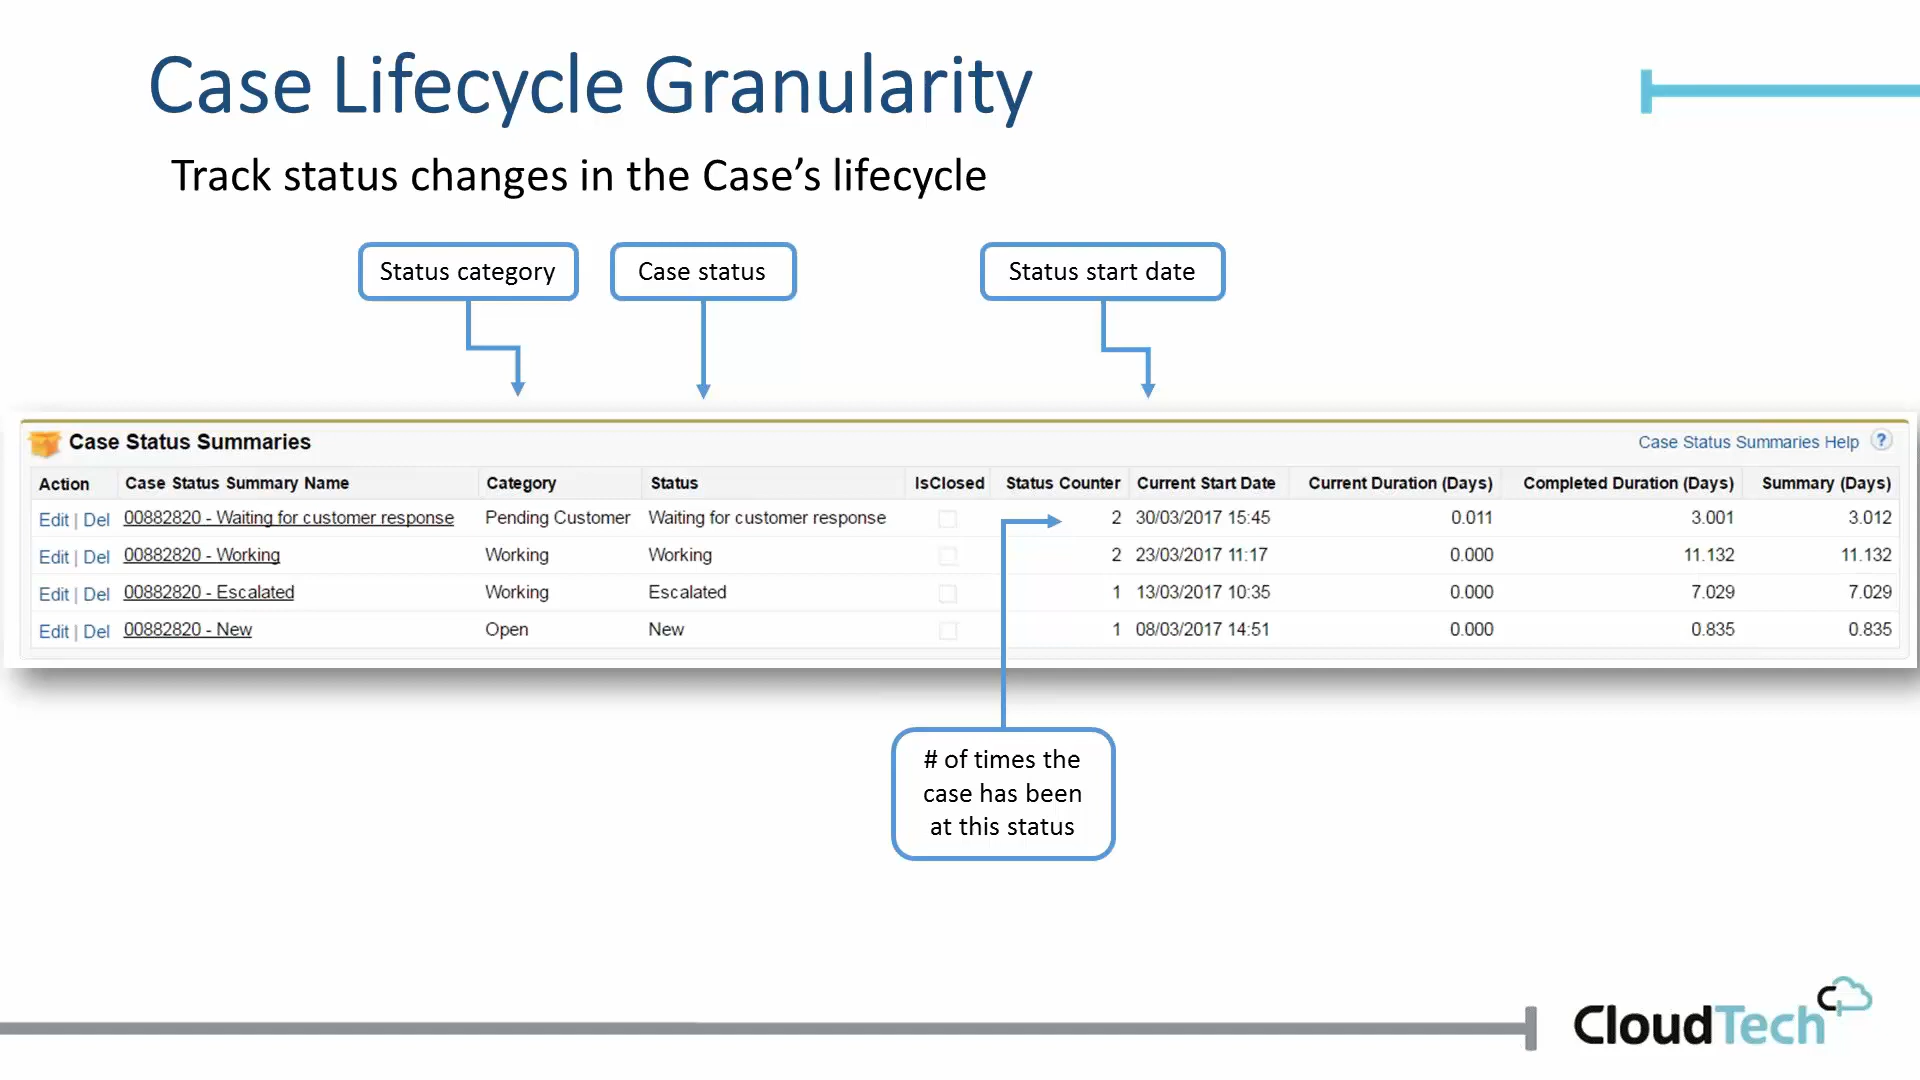 Case Lifecycle Granularity
Track status changes in the Case’s lifecycle
Status category
Case status
Status start date
Case Status Summaries
Case Status Summaries Help ?
Action Case Status Summary Name Category Status IsClosed Status Counter Current Start Date Current Duration (Days) Completed Duration (Days) Summary (Days)
Edit | Del 00882820 - Waiting for customer response Pending Customer Waiting for customer response 2 30/03/2017 15:45 0.011 3.001 3.012
Edit | Del 00882820 - Working Working Working 2 23/03/2017 11:17 0.000 11.132 11.132
Edit | Del 00882820 - Escalated Working Escalated 1 13/03/2017 10:35 0.000 7.029 7.029
Edit | Del 00882820 - New Open New 1 08/03/2017 14:51 0.000 0.835 0.835
# of times the
case has been
at this status
CloudTech